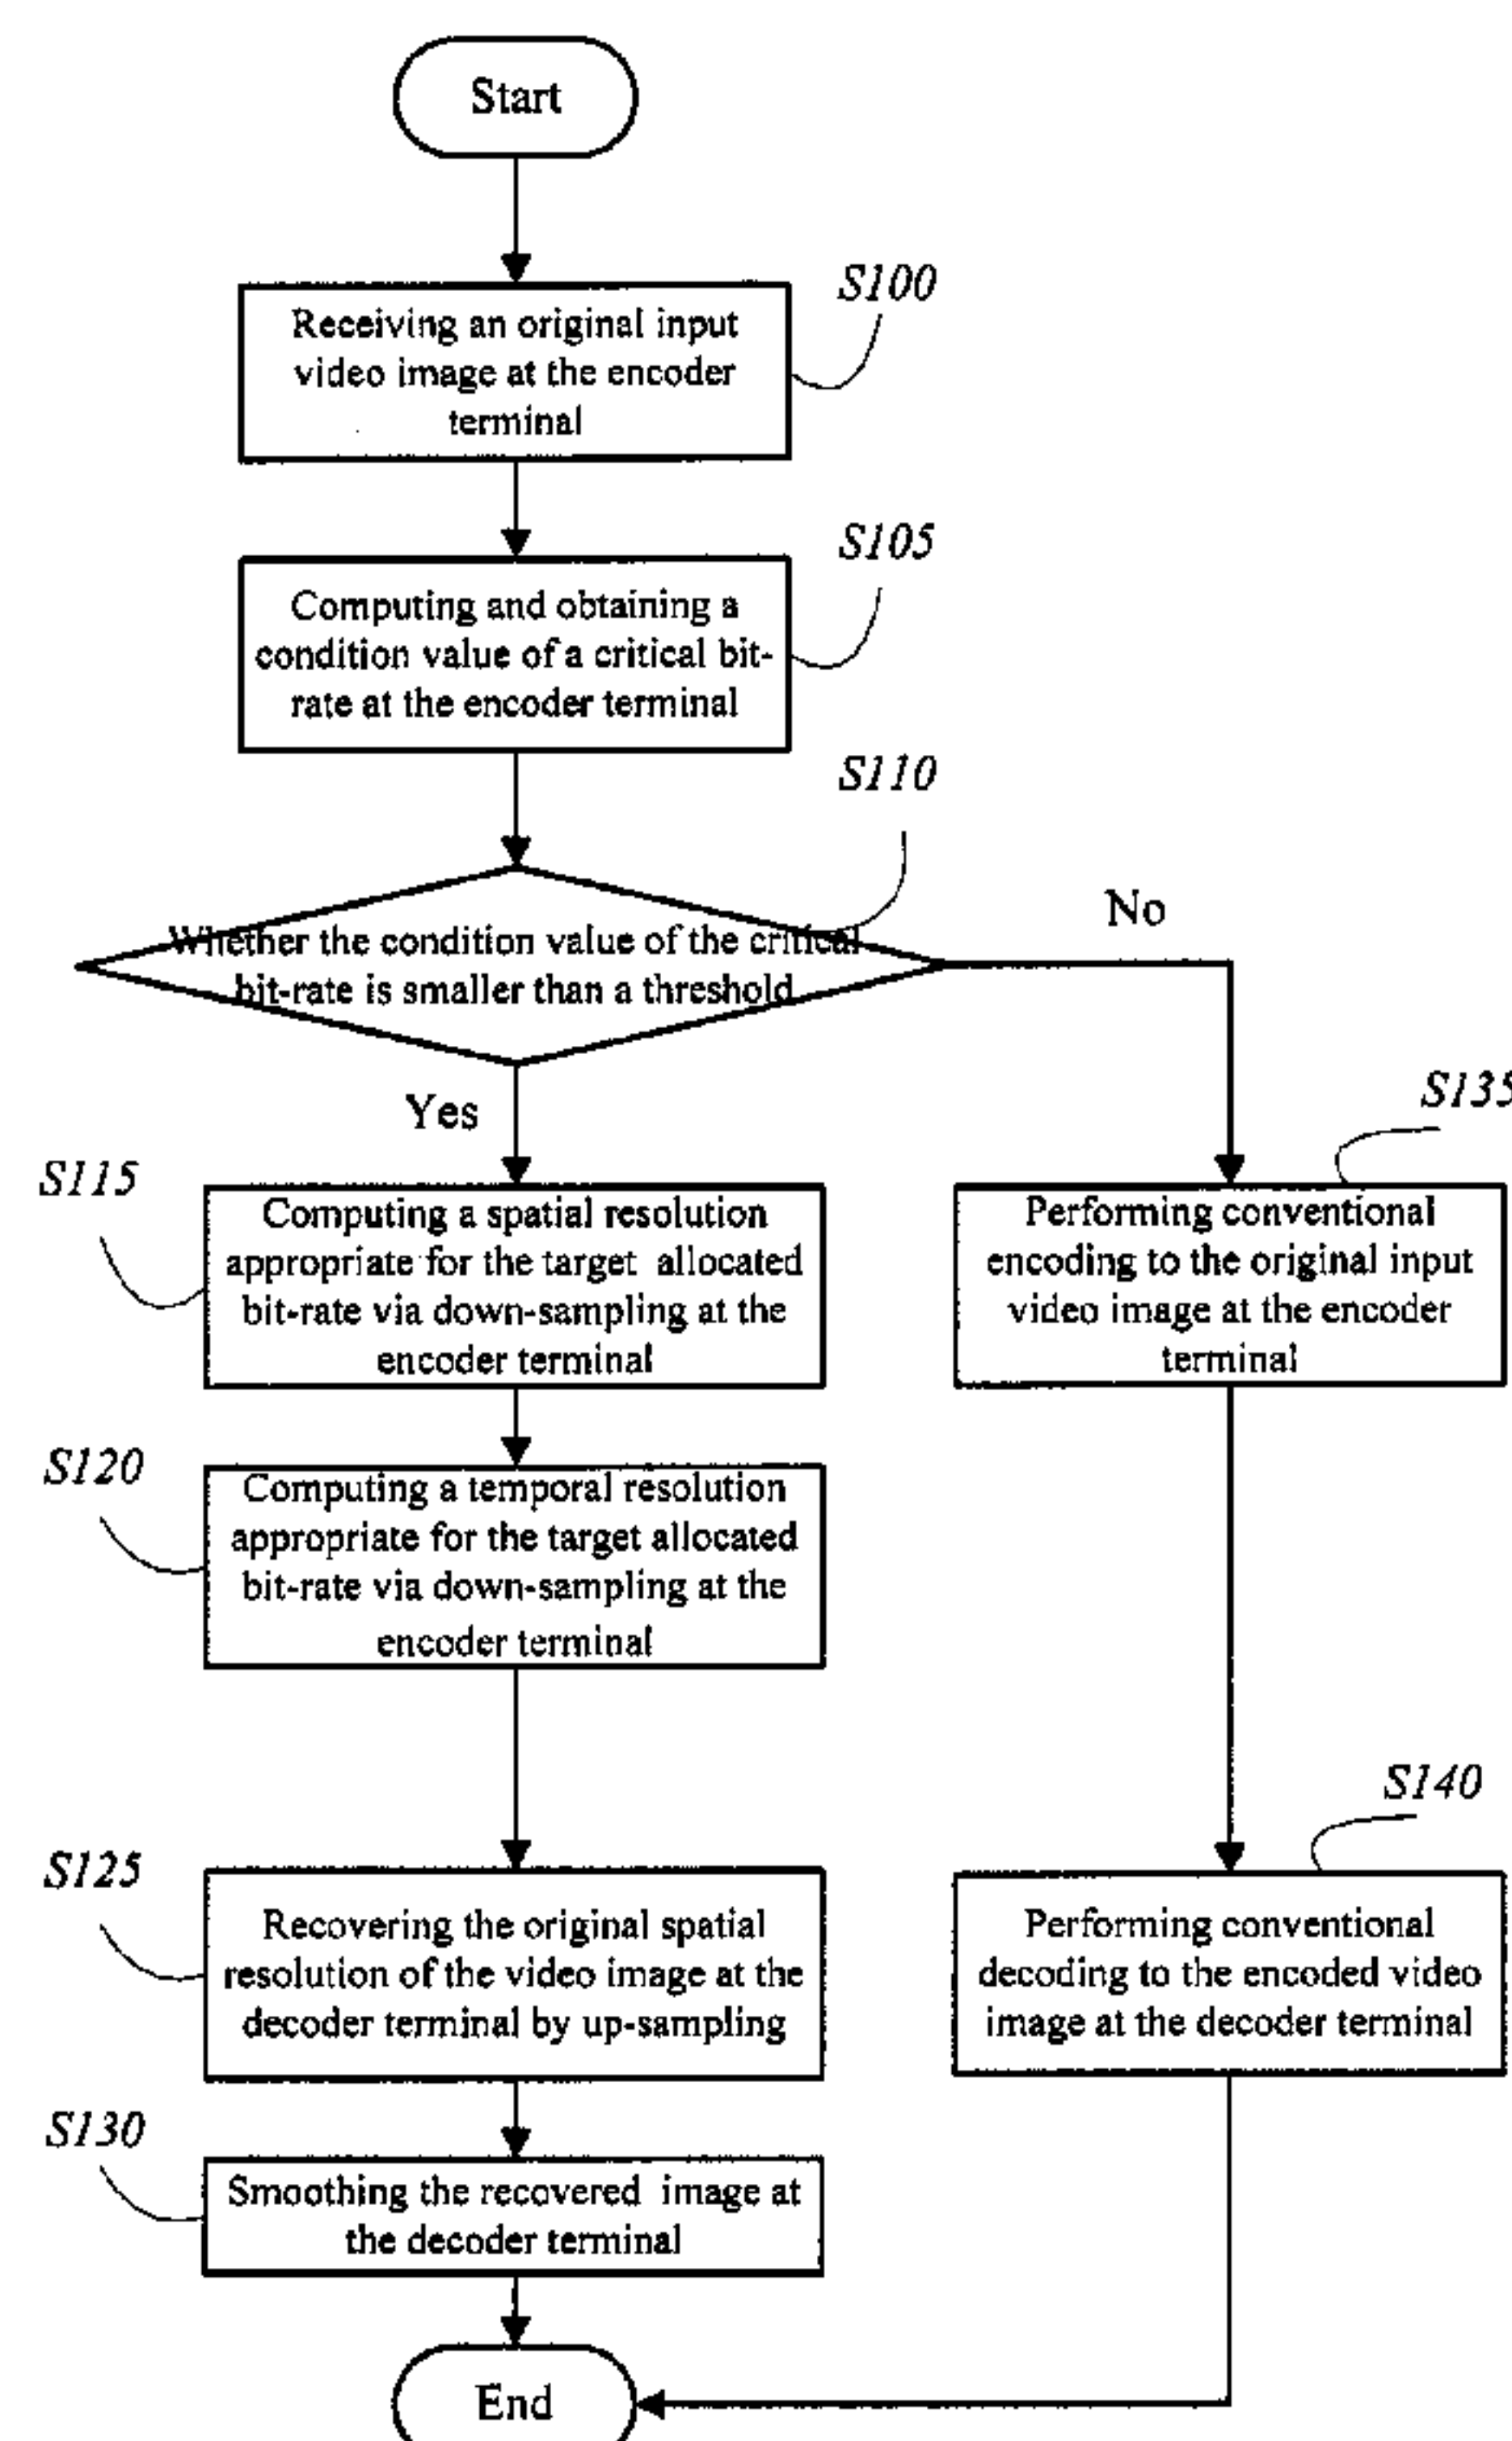 Start
S100
Receiving an original input
video image at the encoder
terminal
S105
Computing and obtaining a
condition value of a critical bit-
rate at the encoder terminal
S110
Whether the condition value of the critical
bit-rate is smaller than a threshold
No
Yes
S115
Computing a spatial resolution
appropriate for the target allocated
bit-rate via down-sampling at the
encoder terminal
S120
Computing a temporal resolution
appropriate for the target allocated
bit-rate via down-sampling at the
encoder terminal
S125
Recovering the original spatial
resolution of the video image at the
decoder terminal by up-sampling
S130
Smoothing the recovered image at
the decoder terminal
S135
Performing conventional
encoding to the original input
video image at the encoder
terminal
S140
Performing conventional
decoding to the encoded video
image at the decoder terminal
End